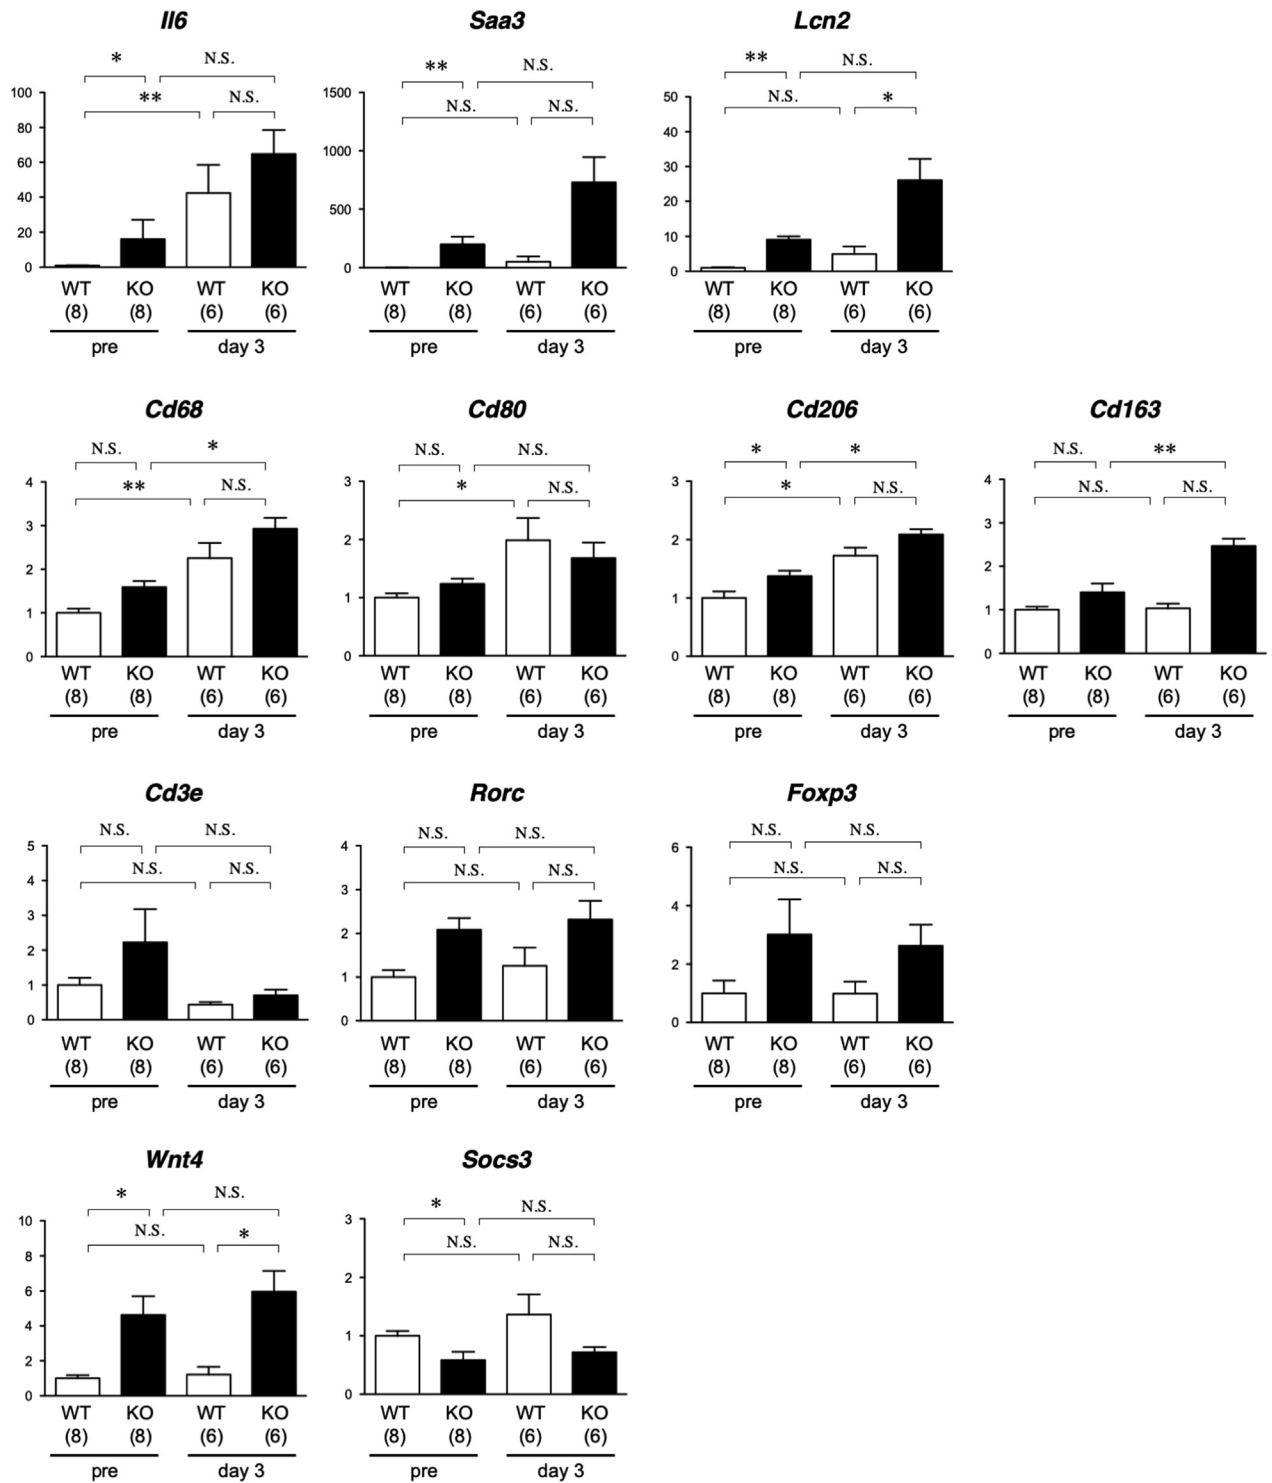 Il6 Saa3 Lcn2
* N.S. ** N.S. ** N.S.
** N.S. N.S. N.S. N.S. *
100 80 60 40 20 0
1500 1000 500 0
50 40 30 20 10 0
WT KO WT KO WT KO WT KO WT KO WT KO
(8) (8) (6) (6) (8) (8) (6) (6) (8) (8) (6) (6)
pre day 3 pre day 3 pre day 3
Cd68 Cd80 Cd206 Cd163
N.S. * N.S. N.S. * * N.S. **
** N.S. * N.S. * N.S. N.S. N.S.
4 3 2 1 0
3 2 1 0
3 2 1 0
4 3 2 1 0
WT KO WT KO WT KO WT KO WT KO WT KO WT KO WT KO
(8) (8) (6) (6) (8) (8) (6) (6) (8) (8) (6) (6) (8) (8) (6) (6)
pre day 3 pre day 3 pre day 3 pre day 3
Cd3e Rorc Foxp3
N.S. N.S. N.S. N.S. N.S. N.S.
N.S. N.S. N.S. N.S. N.S. N.S.
5 4 3 2 1 0
4 3 2 1 0
6 4 2 0
WT KO WT KO WT KO WT KO WT KO WT KO
(8) (8) (6) (6) (8) (8) (6) (6) (8) (8) (6) (6)
pre day 3 pre day 3 pre day 3
Wnt4 Socs3
* N.S. * N.S.
N.S. * N.S. N.S.
10 8 6 4 2 0
3 2 1 0
WT KO WT KO WT KO WT KO
(8) (8) (6) (6) (8) (8) (6) (6)
pre day 3 pre day 3